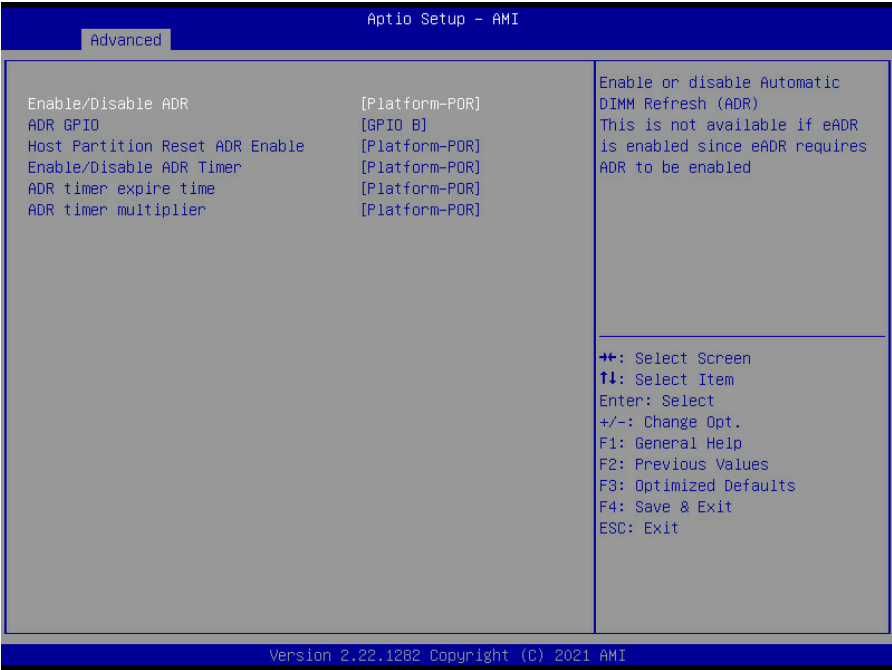 Aptio Setup – AMI
Advanced
Enable/Disable ADR [Platform-POR]
ADR GPIO [GPIO B]
Host Partition Reset ADR Enable [Platform-POR]
Enable/Disable ADR Timer [Platform-POR]
ADR timer expire time [Platform-POR]
ADR timer multiplier [Platform-POR]
Enable or disable Automatic
DIMM Refresh (ADR)
This is not available if eADR
is enabled since eADR requires
ADR to be enabled
→←: Select Screen
↑↓: Select Item
Enter: Select
+/-: Change Opt.
F1: General Help
F2: Previous Values
F3: Optimized Defaults
F4: Save & Exit
ESC: Exit
Version 2.22.1282 Copyright (C) 2021 AMI